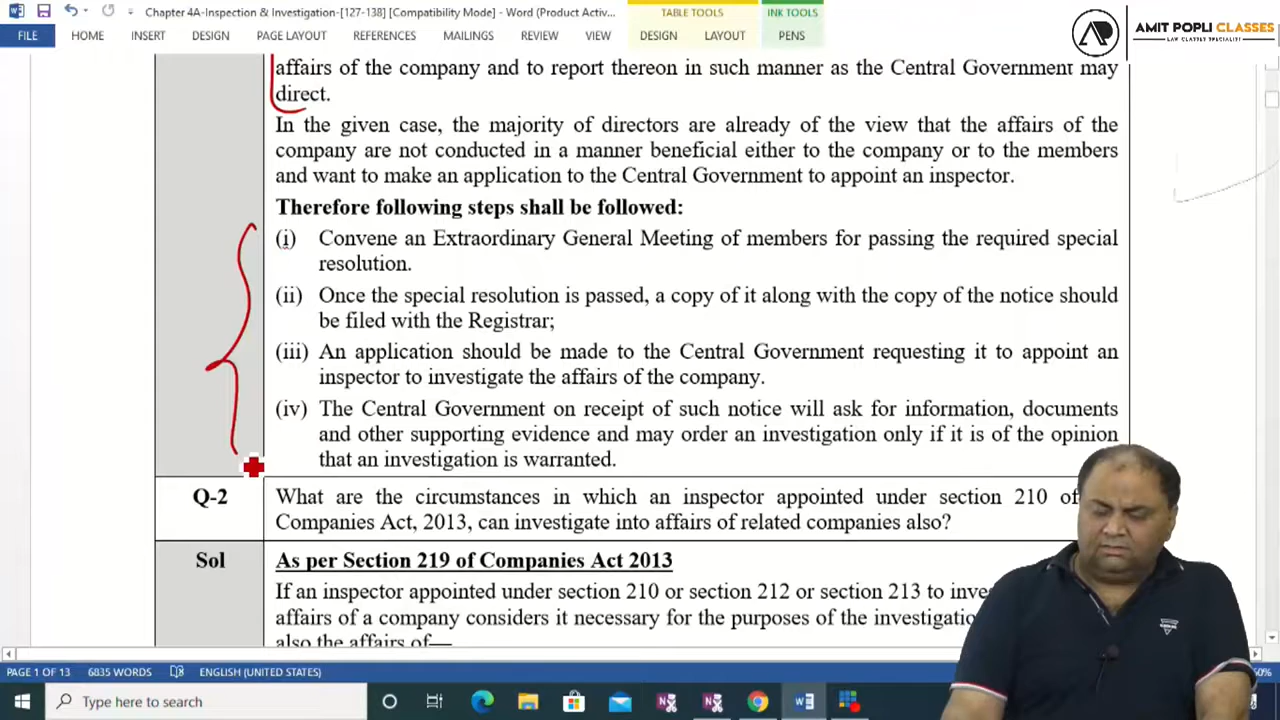 Chapter 4A-Inspection & Investigation-[127-138] [Compatibility Mode] - Word (Product Activ...
TABLE TOOLS
INK TOOLS
FILE HOME INSERT DESIGN PAGE LAYOUT REFERENCES MAILINGS REVIEW VIEW DESIGN LAYOUT PENS
AMIT POPLI CLASSES
LAW CLASSES SPECIALIST
affairs of the company and to report thereon in such manner as the Central Government may
direct.
In the given case, the majority of directors are already of the view that the affairs of the
company are not conducted in a manner beneficial either to the company or to the members
and want to make an application to the Central Government to appoint an inspector.
Therefore following steps shall be followed:
(i) Convene an Extraordinary General Meeting of members for passing the required special
resolution.
(ii) Once the special resolution is passed, a copy of it along with the copy of the notice should
be filed with the Registrar;
(iii) An application should be made to the Central Government requesting it to appoint an
inspector to investigate the affairs of the company.
(iv) The Central Government on receipt of such notice will ask for information, documents
and other supporting evidence and may order an investigation only if it is of the opinion
that an investigation is warranted.
Q-2 What are the circumstances in which an inspector appointed under section 210 of
Companies Act, 2013, can investigate into affairs of related companies also?
Sol As per Section 219 of Companies Act 2013
If an inspector appointed under section 210 or section 212 or section 213 to
affairs of a company considers it necessary for the purposes of the
also the affairs of—
PAGE 1 OF 13 6835 WORDS ENGLISH (UNITED STATES)
Type here to search